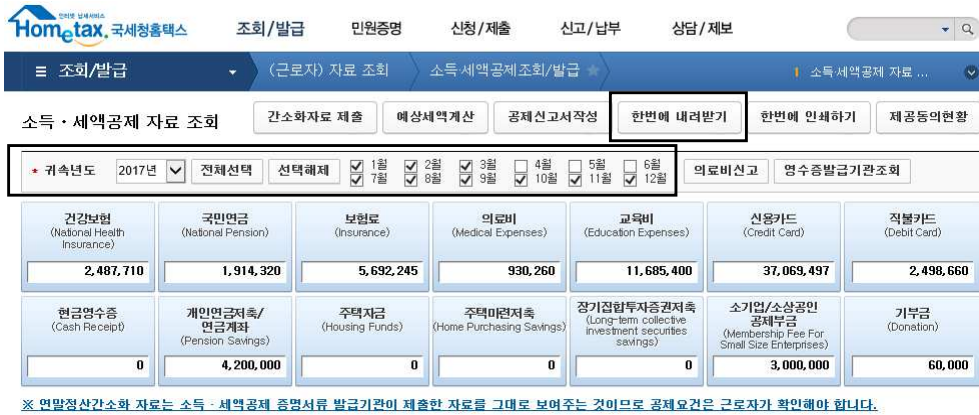 인터넷 납세서비스
Hometax. 국세청홈택스 조회/발급 민원증명 신청/제출 신고/납부 상담/제보
≡ 조회/발급 (근로자) 자료 조회 소득·세액공제조회/발급 ★ 1 소득·세액공제 자료 ...
소득·세액공제 자료 조회 간소화자료 제출 예상세액계산 공제신고서작성 한번에 내려받기 한번에 인쇄하기 제공동의현황
* 귀속년도 2017년 전체선택 선택해제 1월 2월 3월 4월 5월 6월 의료비신고 영수증발급기관조회
7월 8월 9월 10월 11월 12월
건강보험 국민연금 보험료 의료비 교육비 신용카드 직불카드
(National Health Insurance) (National Pension) (Insurance) (Medical Expenses) (Education Expenses) (Credit Card) (Debit Card)
2,487,710 1,914,320 5,692,245 930,260 11,685,400 37,069,497 2,498,660
현금영수증 개인연금저축/연금계좌 주택자금 주택마련저축 장기집합투자증권저축 소기업/소상공인 공제부금 기부금
(Cash Receipt) (Pension Savings) (Housing Funds) (Home Purchasing Savings) (Long-term collective investment securities savings) (Membership Fee For Small Size Enterprises) (Donation)
0 4,200,000 0 0 0 3,000,000 60,000
※ 연말정산간소화 자료는 소득·세액공제 증명서류 발급기관이 제출한 자료를 그대로 보여주는 것이므로 공제요건은 근로자가 확인해야 합니다.